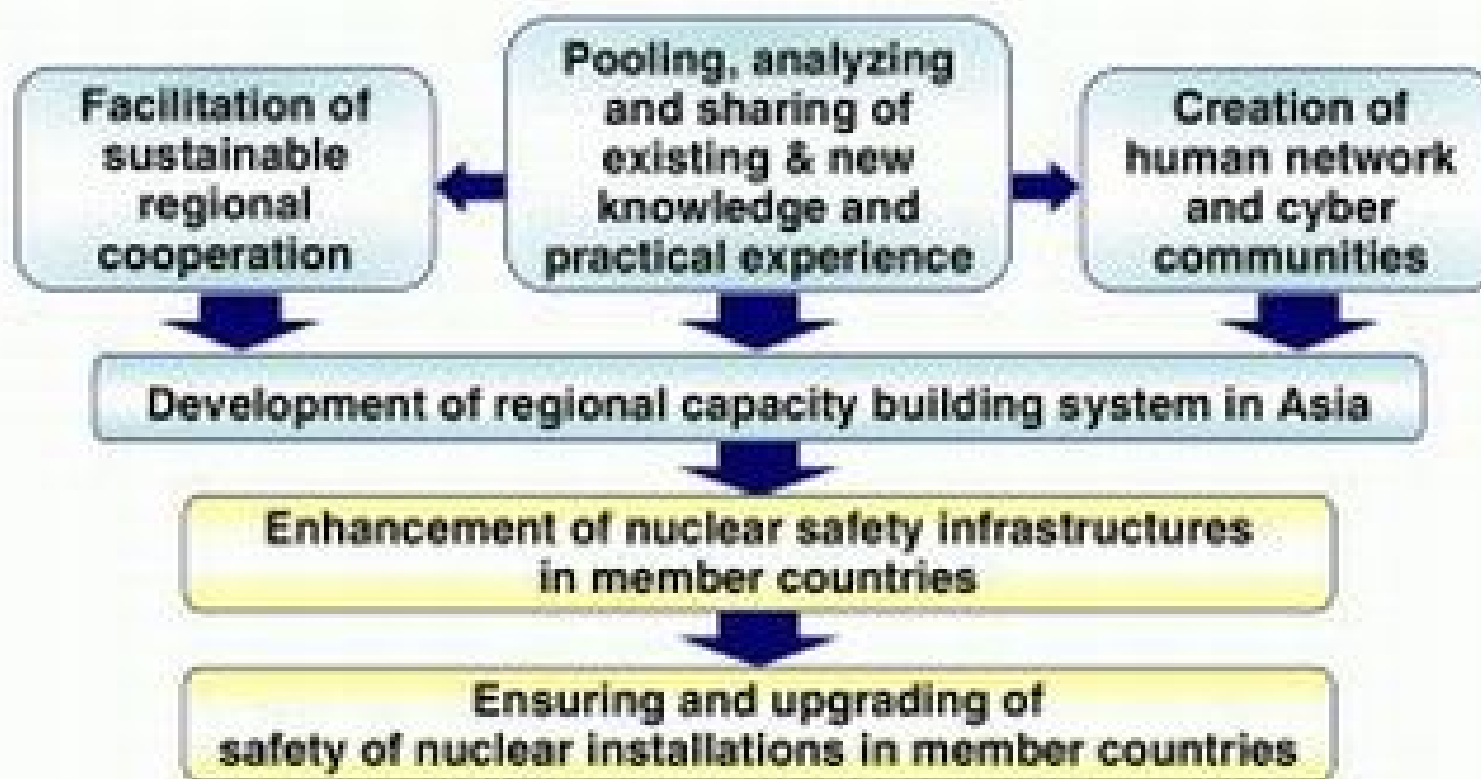 Facilitation of
sustainable
regional
cooperation
Pooling, analyzing
and sharing of
existing & new
knowledge and
practical experience
Creation of
human network
and cyber
communities
Development of regional capacity building system in Asia
Enhancement of nuclear safety infrastructures
in member countries
Ensuring and upgrading of
safety of nuclear installations in member countries